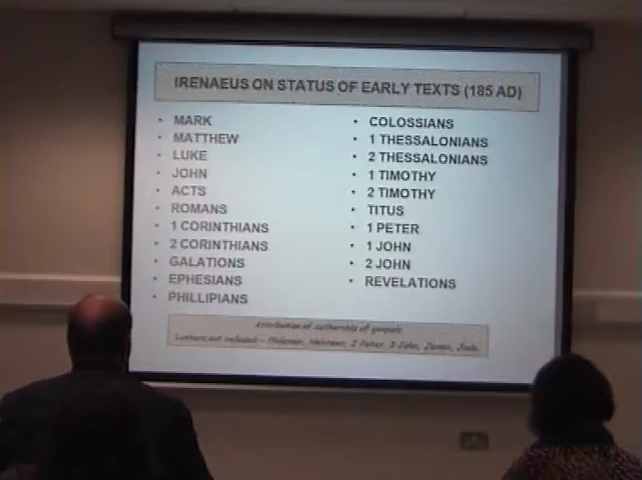 IRENAEUS ON STATUS OF EARLY TEXTS (185 AD)
• MARK
• MATTHEW
• LUKE
• JOHN
• ACTS
• ROMANS
• 1 CORINTHIANS
• 2 CORINTHIANS
• GALATIONS
• EPHESIANS
• PHILLIPIANS
• COLOSSIANS
• 1 THESSALONIANS
• 2 THESSALONIANS
• 1 TIMOTHY
• 2 TIMOTHY
• TITUS
• 1 PETER
• 1 JOHN
• 2 JOHN
• REVELATIONS
Attribution of authorship of gospels
Letters not included – Philemon, Hebrews, 2 Peter, 3 John, James, Jude